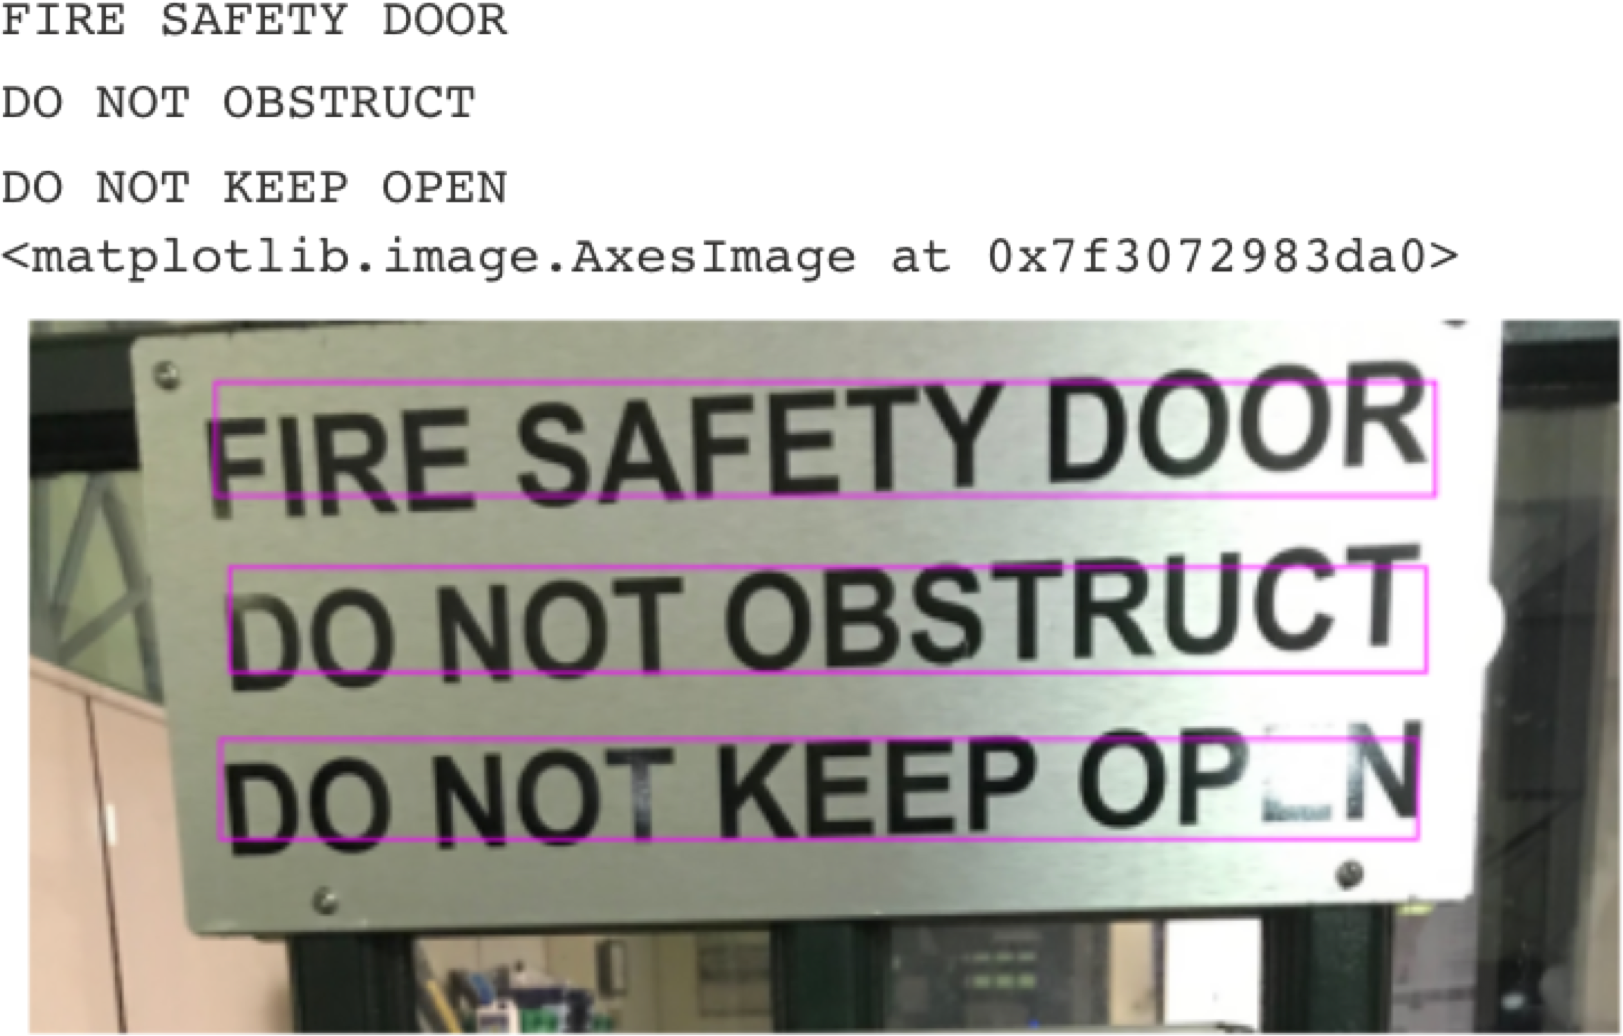 FIRE SAFETY DOOR
DO NOT OBSTRUCT
DO NOT KEEP OPEN
<matplotlib.image.AxesImage at 0x7f3072983da0>
FIRE SAFETY DOOR
DO NOT OBSTRUCT
DO NOT KEEP OPEN